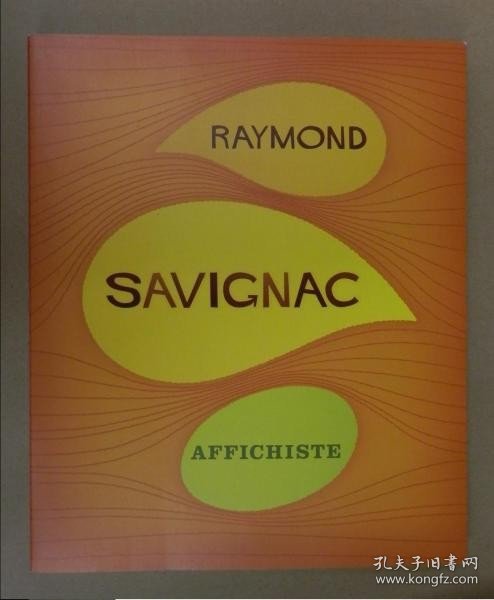 RAYMOND
SAVIGNAC
AFFICHISTE
孔夫子旧书网
www.kongfz.com